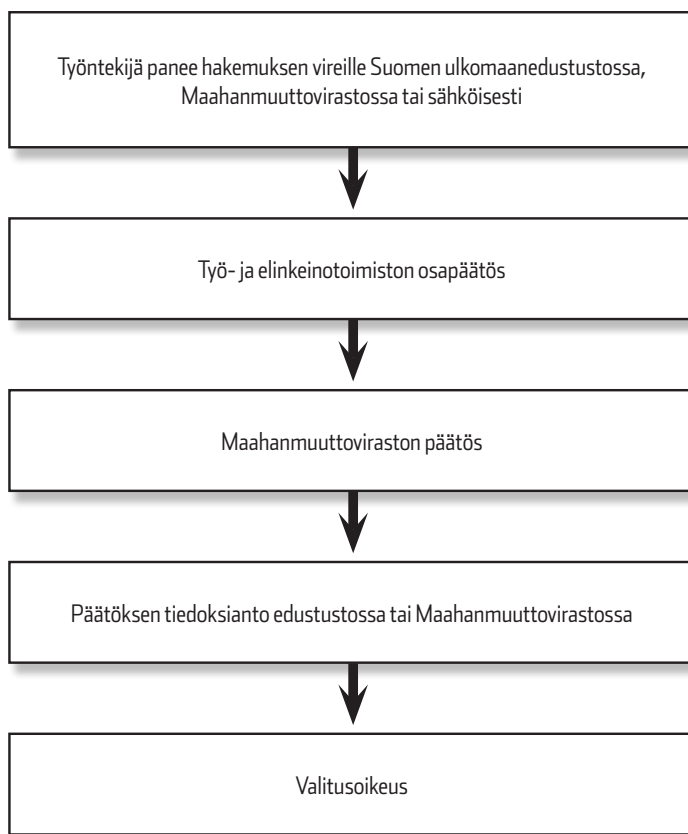 Työntekijä panee hakemuksen vireille Suomen ulkomaanedustustossa,
Maahanmuuttovirastossa tai sähköisesti
Työ- ja elinkeinotoimiston osapäätös
Maahanmuuttoviraston päätös
Päätöksen tiedoksianto edustustossa tai Maahanmuuttovirastossa
Valitusoikeus